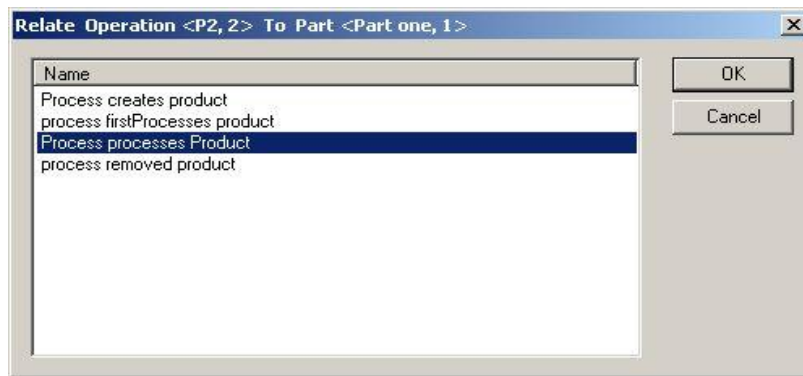 Relate Operation <P2, 2> To Part <Part one, 1>
Name
Process creates product
process firstProcesses product
Process processes Product
process removed product
OK
Cancel